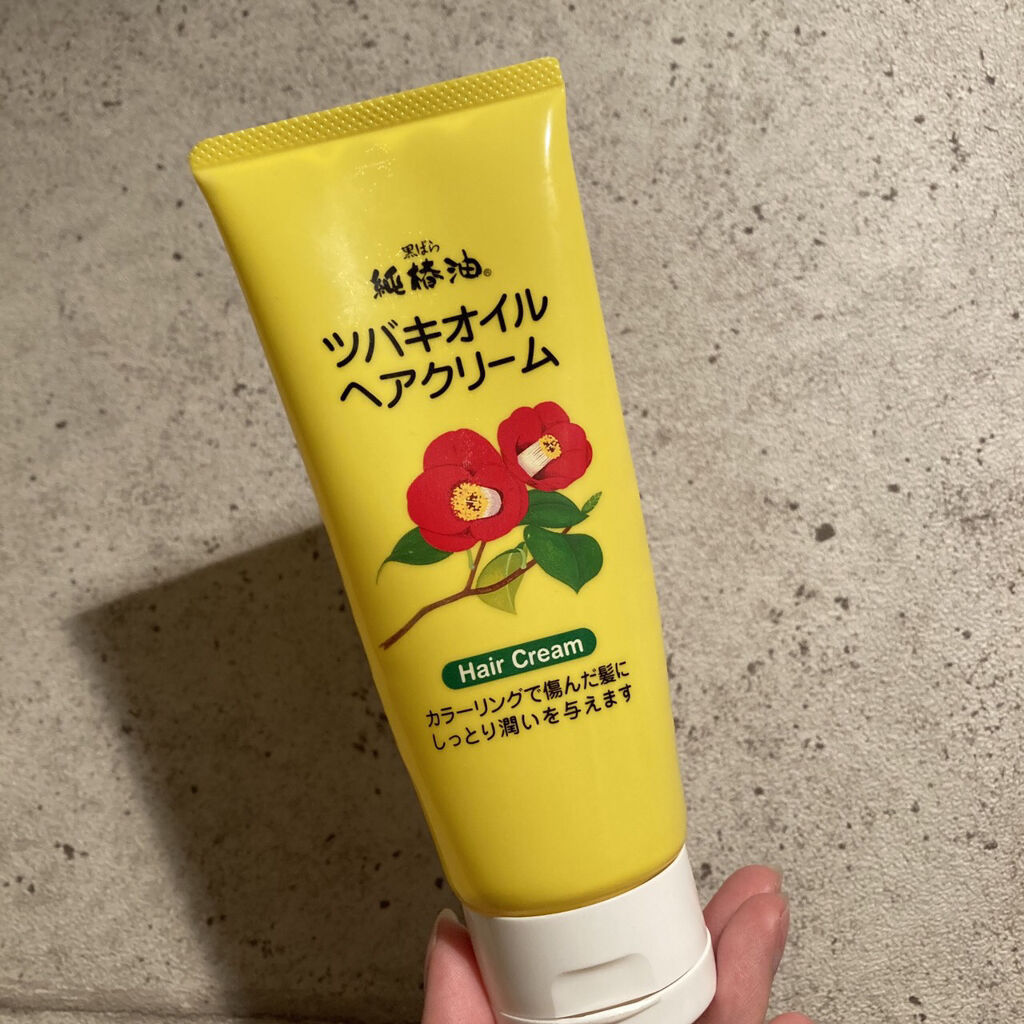 黒ばら
純椿油®
ツバキオイル
ヘアクリーム
Hair Cream
カラーリングで傷んだ髪に
しっとり潤いを与えます